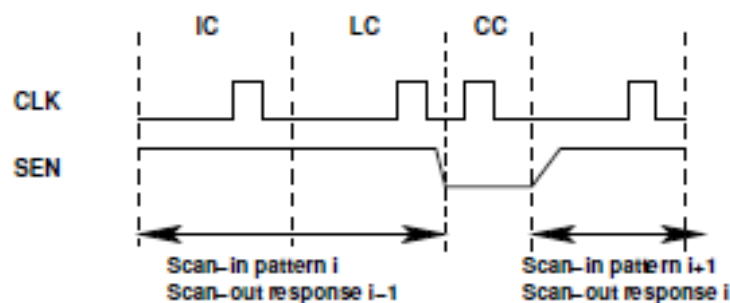 IC LC CC
CLK
SEN
Scan-in pattern i
Scan-out response i-1
Scan-in pattern i+1
Scan-out response i